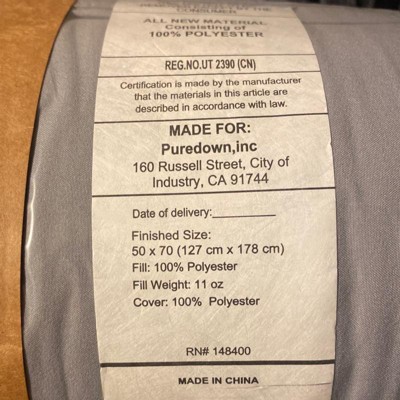 CONSUMER
ALL NEW MATERIAL
Consisting of
100% POLYESTER
REG.NO.UT 2390 (CN)
Certification is made by the manufacturer
that the materials in this article are
described in accordance with law.
MADE FOR:
Puredown,inc
160 Russell Street, City of
Industry, CA 91744
Date of delivery:
Finished Size:
50 x 70 (127 cm x 178 cm)
Fill: 100% Polyester
Fill Weight: 11 oz
Cover: 100% Polyester
RN# 148400
MADE IN CHINA